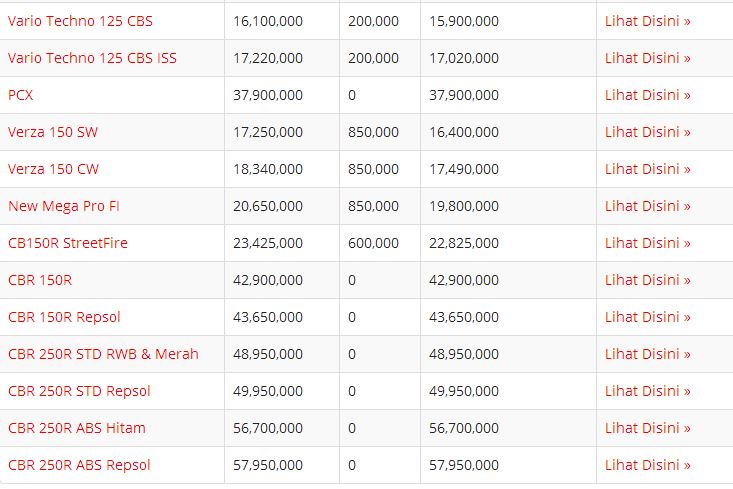 Vario Techno 125 CBS 16,100,000 200,000 15,900,000 Lihat Disini »
Vario Techno 125 CBS ISS 17,220,000 200,000 17,020,000 Lihat Disini »
PCX 37,900,000 0 37,900,000 Lihat Disini »
Verza 150 SW 17,250,000 850,000 16,400,000 Lihat Disini »
Verza 150 CW 18,340,000 850,000 17,490,000 Lihat Disini »
New Mega Pro FI 20,650,000 850,000 19,800,000 Lihat Disini »
CB150R StreetFire 23,425,000 600,000 22,825,000 Lihat Disini »
CBR 150R 42,900,000 0 42,900,000 Lihat Disini »
CBR 150R Repsol 43,650,000 0 43,650,000 Lihat Disini »
CBR 250R STD RWB & Merah 48,950,000 0 48,950,000 Lihat Disini »
CBR 250R STD Repsol 49,950,000 0 49,950,000 Lihat Disini »
CBR 250R ABS Hitam 56,700,000 0 56,700,000 Lihat Disini »
CBR 250R ABS Repsol 57,950,000 0 57,950,000 Lihat Disini »